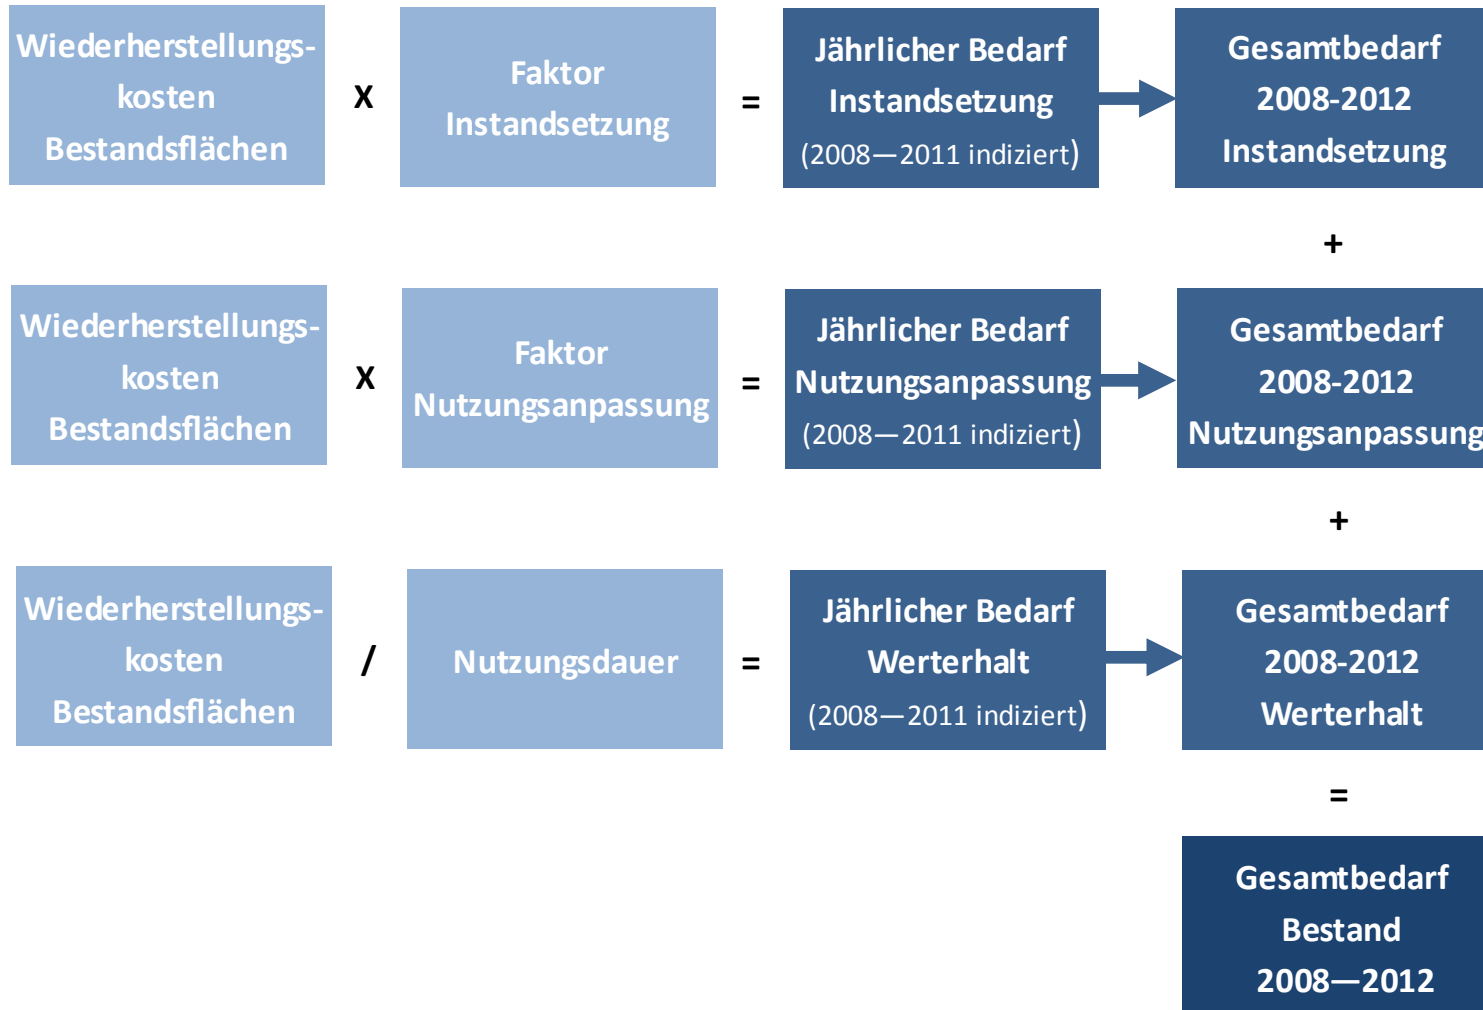 Wiederherstellungs-
kosten
Bestandsflächen
X
Faktor
Instandsetzung
=
Jährlicher Bedarf
Instandsetzung
(2008—2011 indiziert)
Gesamtbedarf
2008-2012
Instandsetzung
+
Wiederherstellungs-
kosten
Bestandsflächen
X
Faktor
Nutzungsanpassung
=
Jährlicher Bedarf
Nutzungsanpassung
(2008—2011 indiziert)
Gesamtbedarf
2008-2012
Nutzungsanpassung
+
Wiederherstellungs-
kosten
Bestandsflächen
/
Nutzungsdauer
=
Jährlicher Bedarf
Werterhalt
(2008—2011 indiziert)
Gesamtbedarf
2008-2012
Werterhalt
=
Gesamtbedarf
Bestand
2008—2012